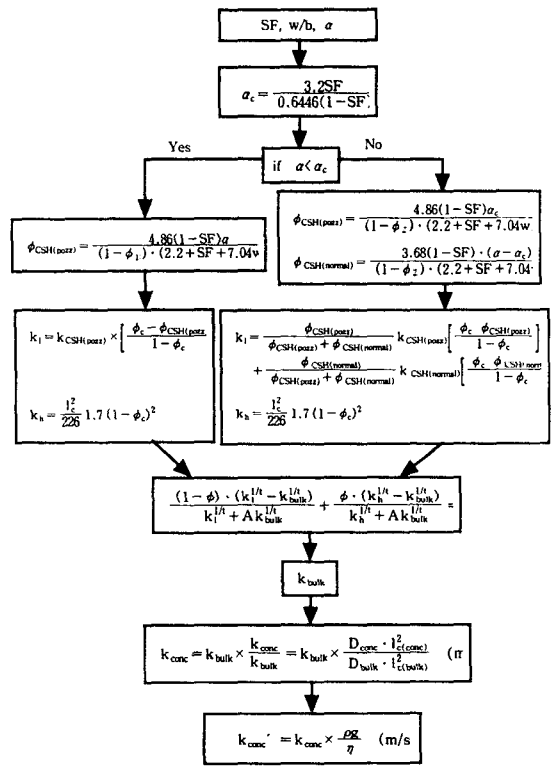 SF, w/b, α
α_c = 3.2SF / 0.6446(1-SF)
Yes
No
if α< α_c
ϕ_CSH(pozz) = 4.86(1-SF)α / (1-ϕ_1)·(2.2+SF+7.04w
ϕ_CSH(pozz) = 4.86(1-SF)α_c / (1-ϕ_2)·(2.2+SF+7.04w
ϕ_CSH(normal) = 3.68(1-SF)·(α-α_c) / (1-ϕ_2)·(2.2+SF+7.04
k_l = k_CSH(pozz) × [ ϕ_c - ϕ_CSH(pozz / 1-ϕ_c
k_h = l_c^2 / 226 1.7(1-ϕ_c)^2
k_l = ϕ_CSH(pozz) / ϕ_CSH(pozz) + ϕ_CSH(normal) k_CSH(pozz) [ ϕ_c ϕ_CSH(pozz) / 1-ϕ_c
+ ϕ_CSH(normal) / ϕ_CSH(pozz) + ϕ_CSH(normal) k_CSH(normal) [ ϕ_c ϕ_CSH(norm / 1-ϕ_c
k_h = l_c^2 / 226 1.7(1-ϕ_c)^2
(1-ϕ)·(k_l^1/t - k_bulk^1/t) / k_l^1/t + Ak_bulk^1/t + ϕ·(k_h^1/t - k_bulk^1/t) / k_h^1/t + Ak_bulk^1/t =
k_bulk
k_conc = k_bulk × k_conc / k_bulk = k_bulk × D_conc · l_c(conc)^2 / D_bulk · l_c(bulk)^2 (m
k_conc′ = k_conc × ρg / η (m/s